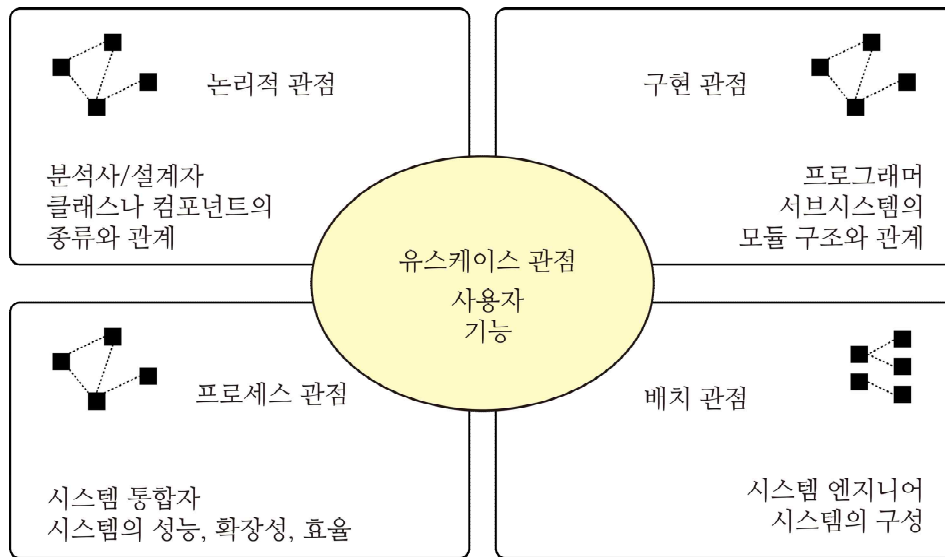 논리적 관점
분석사/설계자
클래스나 컴포넌트의
종류와 관계
구현 관점
프로그래머
서브시스템의
모듈 구조와 관계
유스케이스 관점
사용자
기능
프로세스 관점
시스템 통합자
시스템의 성능, 확장성, 효율
배치 관점
시스템 엔지니어
시스템의 구성